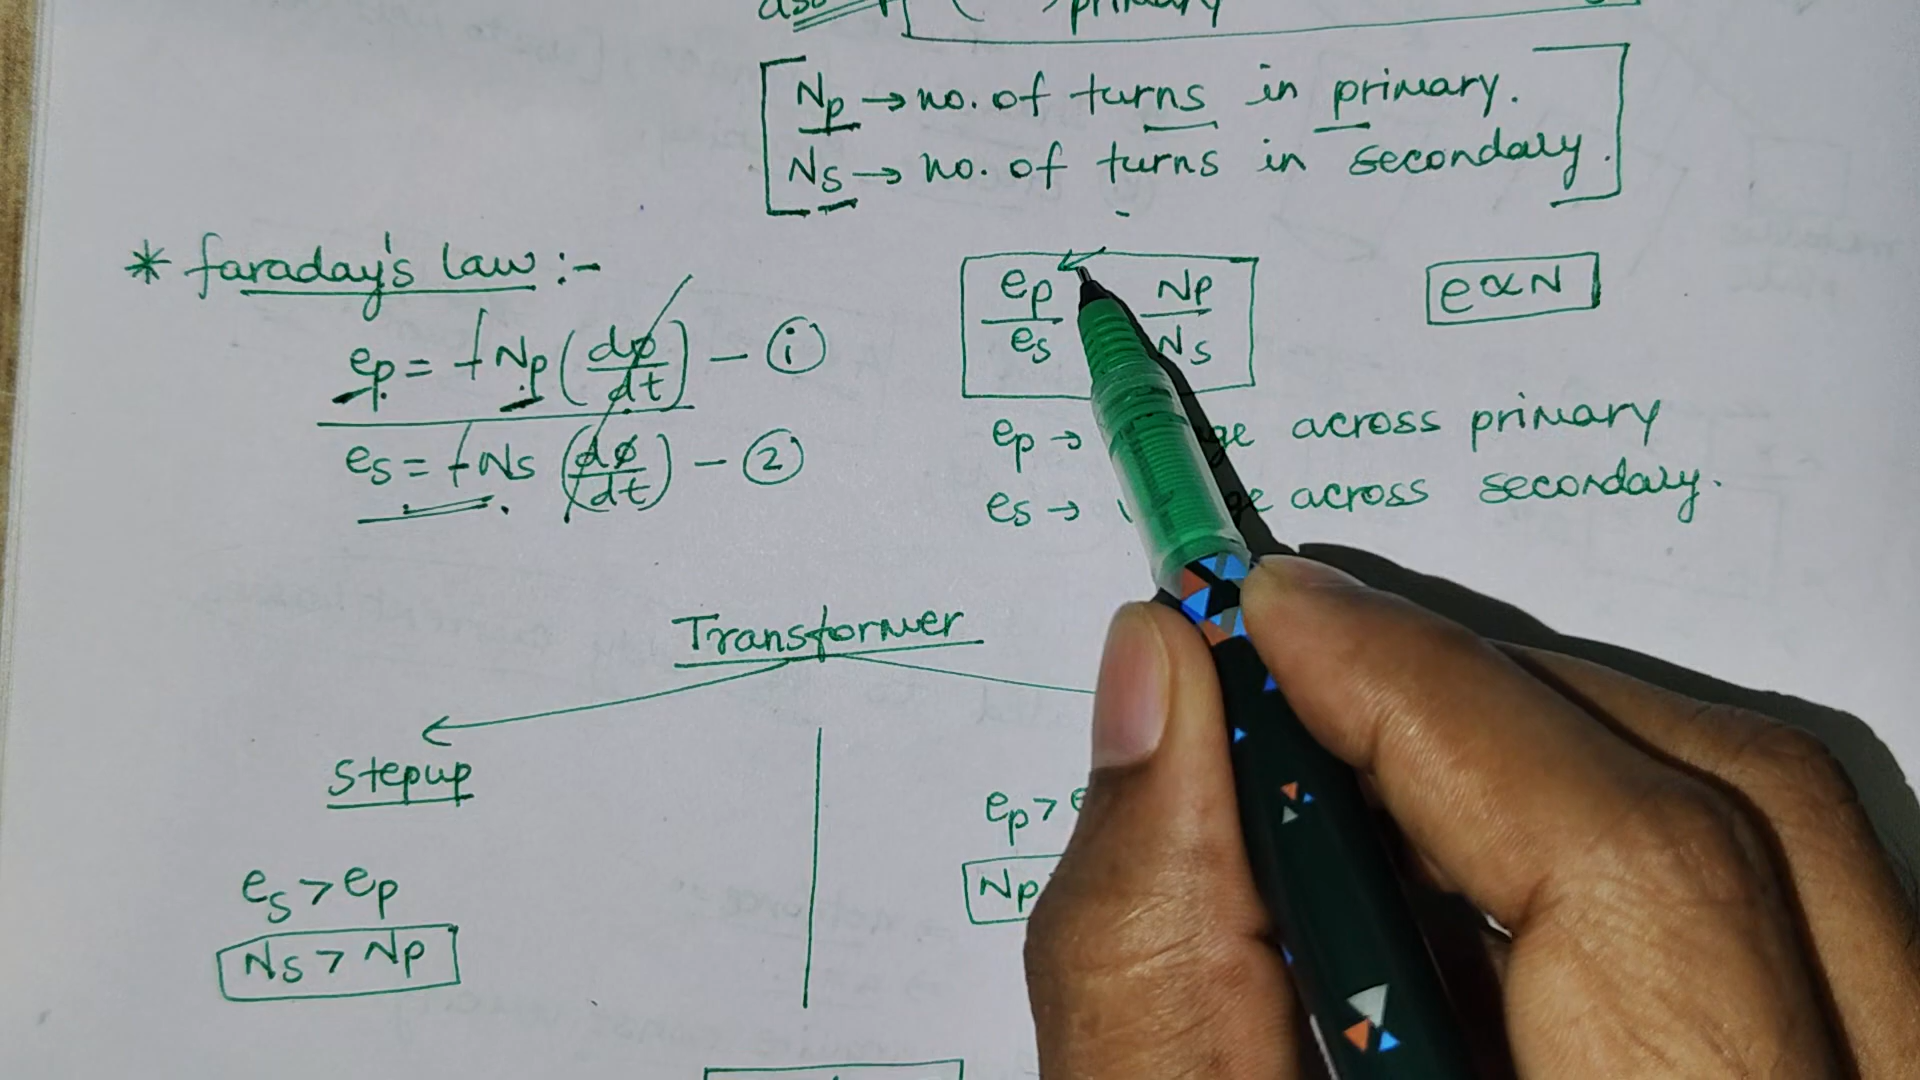 primary
Np → no. of turns in primary.
Ns → no. of turns in secondary.
* faraday's law :-
ep = -Np (dφ/dt) - ①
es = -Ns (dφ/dt) - ②
ep/es Np/Ns
e ∝ N
ep → across primary
es → across secondary.
Transformer
Stepup
es > ep
Ns > Np
ep >
Np